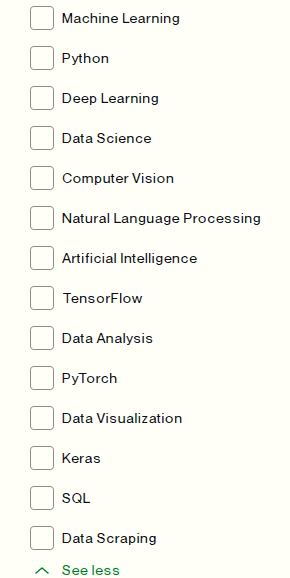 Machine Learning
Python
Deep Learning
Data Science
Computer Vision
Natural Language Processing
Artificial Intelligence
TensorFlow
Data Analysis
PyTorch
Data Visualization
Keras
SQL
Data Scraping
See less